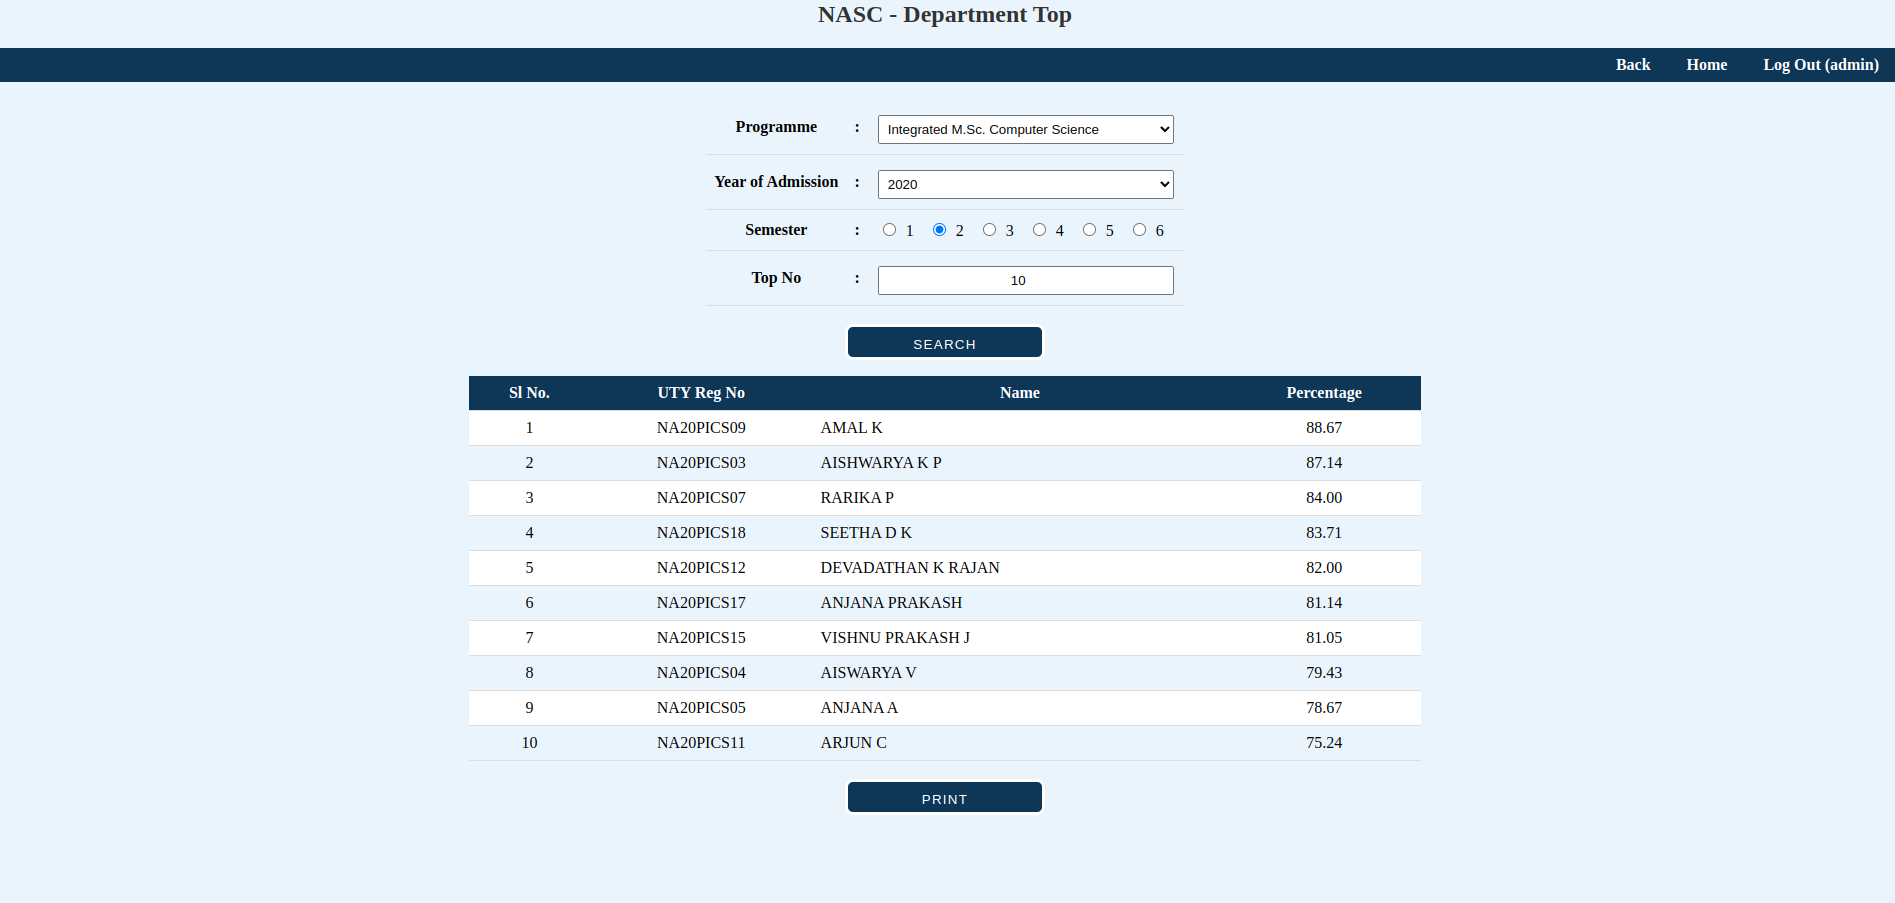 NASC - Department Top
Back Home Log Out (admin)
Programme : Integrated M.Sc. Computer Science
Year of Admission : 2020
Semester : 1 2 3 4 5 6
Top No : 10
SEARCH
Sl No. UTY Reg No Name Percentage
1 NA20PICS09 AMAL K 88.67
2 NA20PICS03 AISHWARYA K P 87.14
3 NA20PICS07 RARIKA P 84.00
4 NA20PICS18 SEETHA D K 83.71
5 NA20PICS12 DEVADATHAN K RAJAN 82.00
6 NA20PICS17 ANJANA PRAKASH 81.14
7 NA20PICS15 VISHNU PRAKASH J 81.05
8 NA20PICS04 AISWARYA V 79.43
9 NA20PICS05 ANJANA A 78.67
10 NA20PICS11 ARJUN C 75.24
PRINT